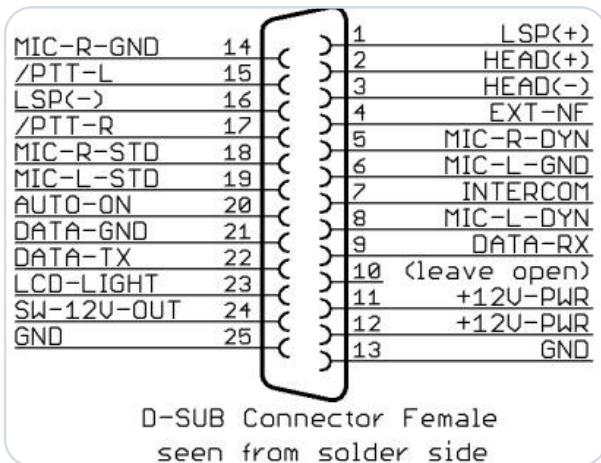 MIC-R-GND 14
/PTT-L 15
LSP(-) 16
/PTT-R 17
MIC-R-STD 18
MIC-L-STD 19
AUTO-ON 20
DATA-GND 21
DATA-TX 22
LCD-LIGHT 23
SW-12V-OUT 24
GND 25
1 LSP(+)
2 HEAD(+)
3 HEAD(-)
4 EXT-NF
5 MIC-R-DYN
6 MIC-L-GND
7 INTERCOM
8 MIC-L-DYN
9 DATA-RX
10 (leave open)
11 +12V-PWR
12 +12V-PWR
13 GND
D-SUB Connector Female
seen from solder side